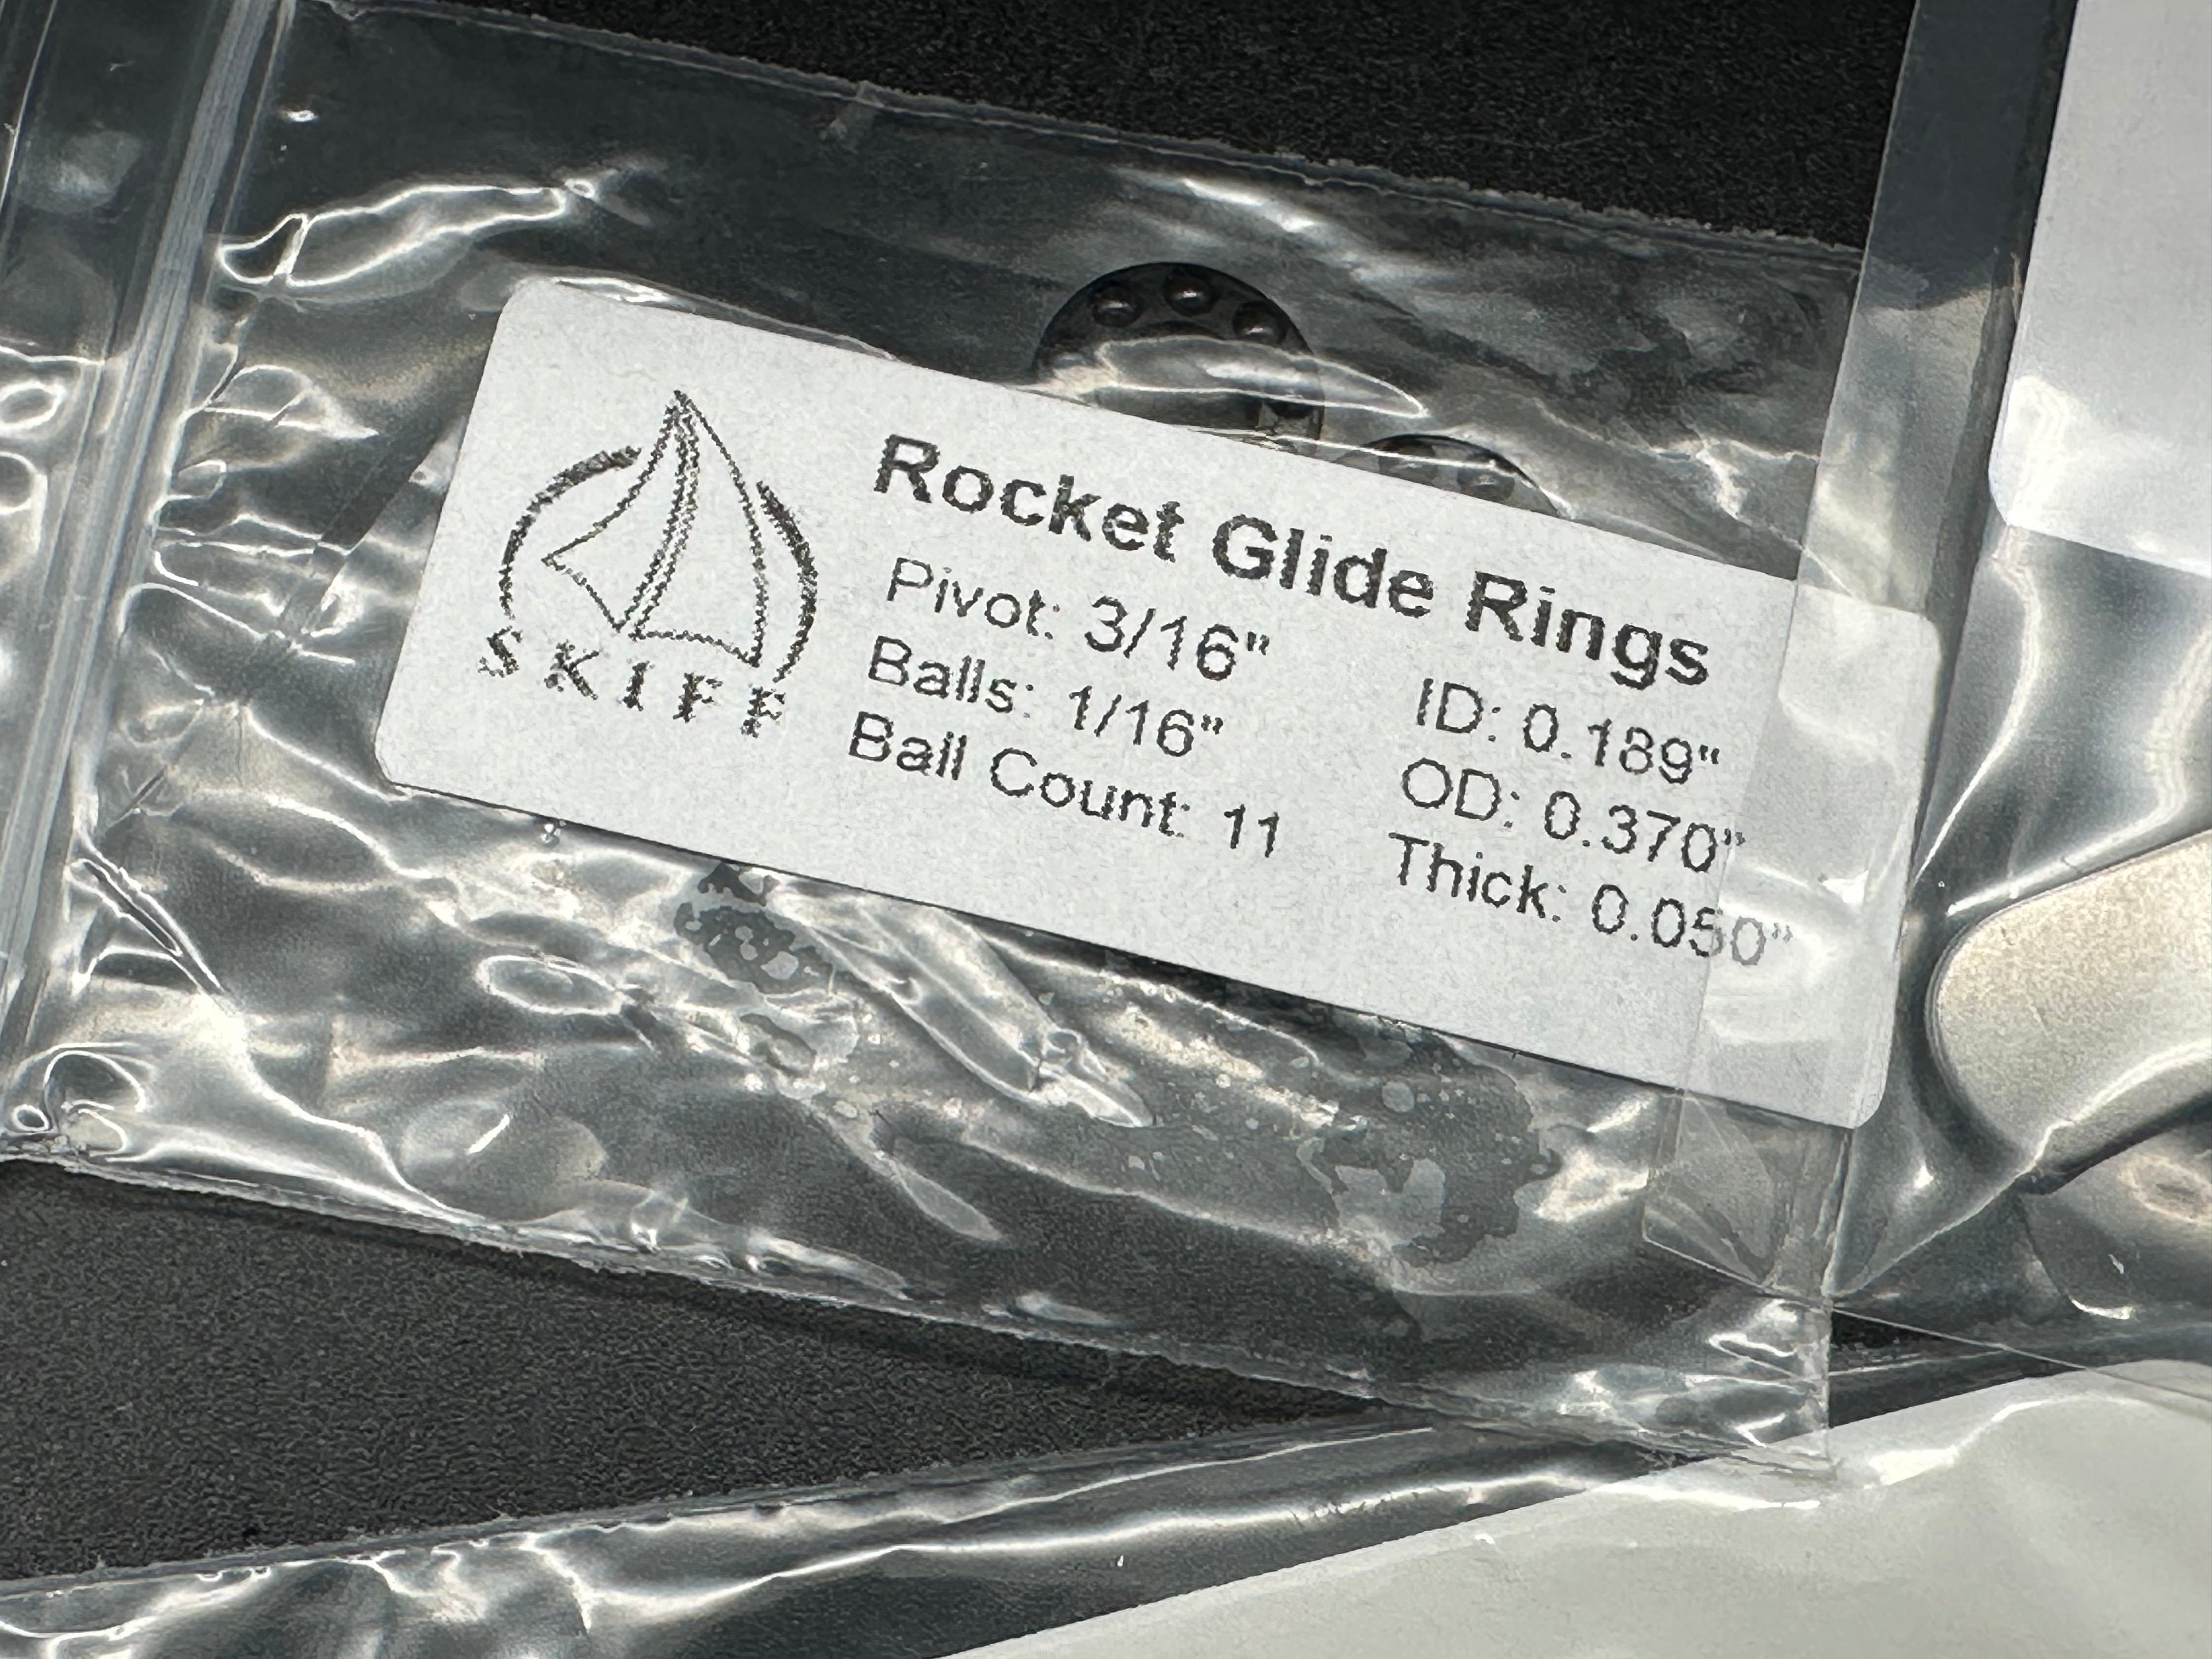 SKIFF
Rocket Glide Rings
Pivot: 3/16"
Balls: 1/16"
Ball Count: 11
ID: 0.189"
OD: 0.370"
Thick: 0.050"